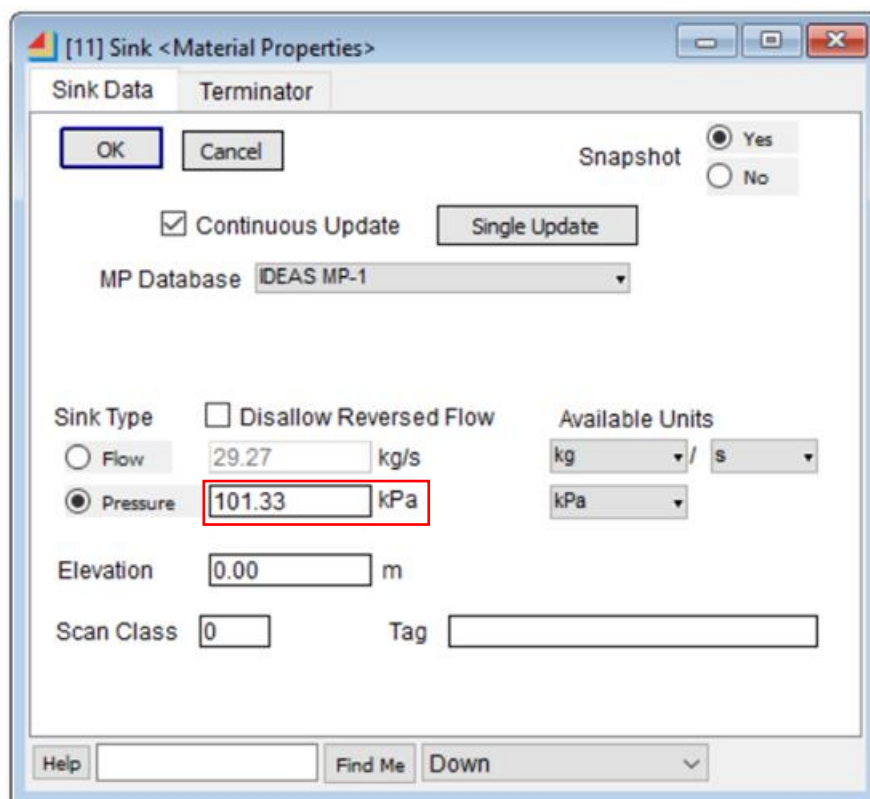 [11] Sink <Material Properties>
Sink Data Terminator
OK Cancel Snapshot Yes
No
Continuous Update Single Update
MP Database IDEAS MP-1
Sink Type Disallow Reversed Flow Available Units
Flow 29.27 kg/s kg / s
Pressure 101.33 kPa kPa
Elevation 0.00 m
Scan Class 0 Tag
Help Find Me Down